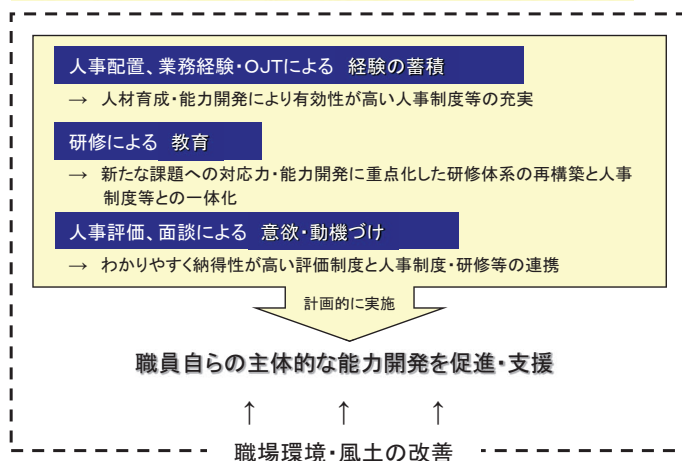 人事配置、業務経験・OJTによる 経験の蓄積
→ 人材育成・能力開発により有効性が高い人事制度等の充実
研修による 教育
→ 新たな課題への対応力・能力開発に重点化した研修体系の再構築と人事
制度等との一体化
人事評価、面談による 意欲・動機づけ
→ わかりやすく納得性が高い評価制度と人事制度・研修等の連携
計画的に実施
職員自らの主体的な能力開発を促進・支援
↑ ↑ ↑
職場環境・風土の改善